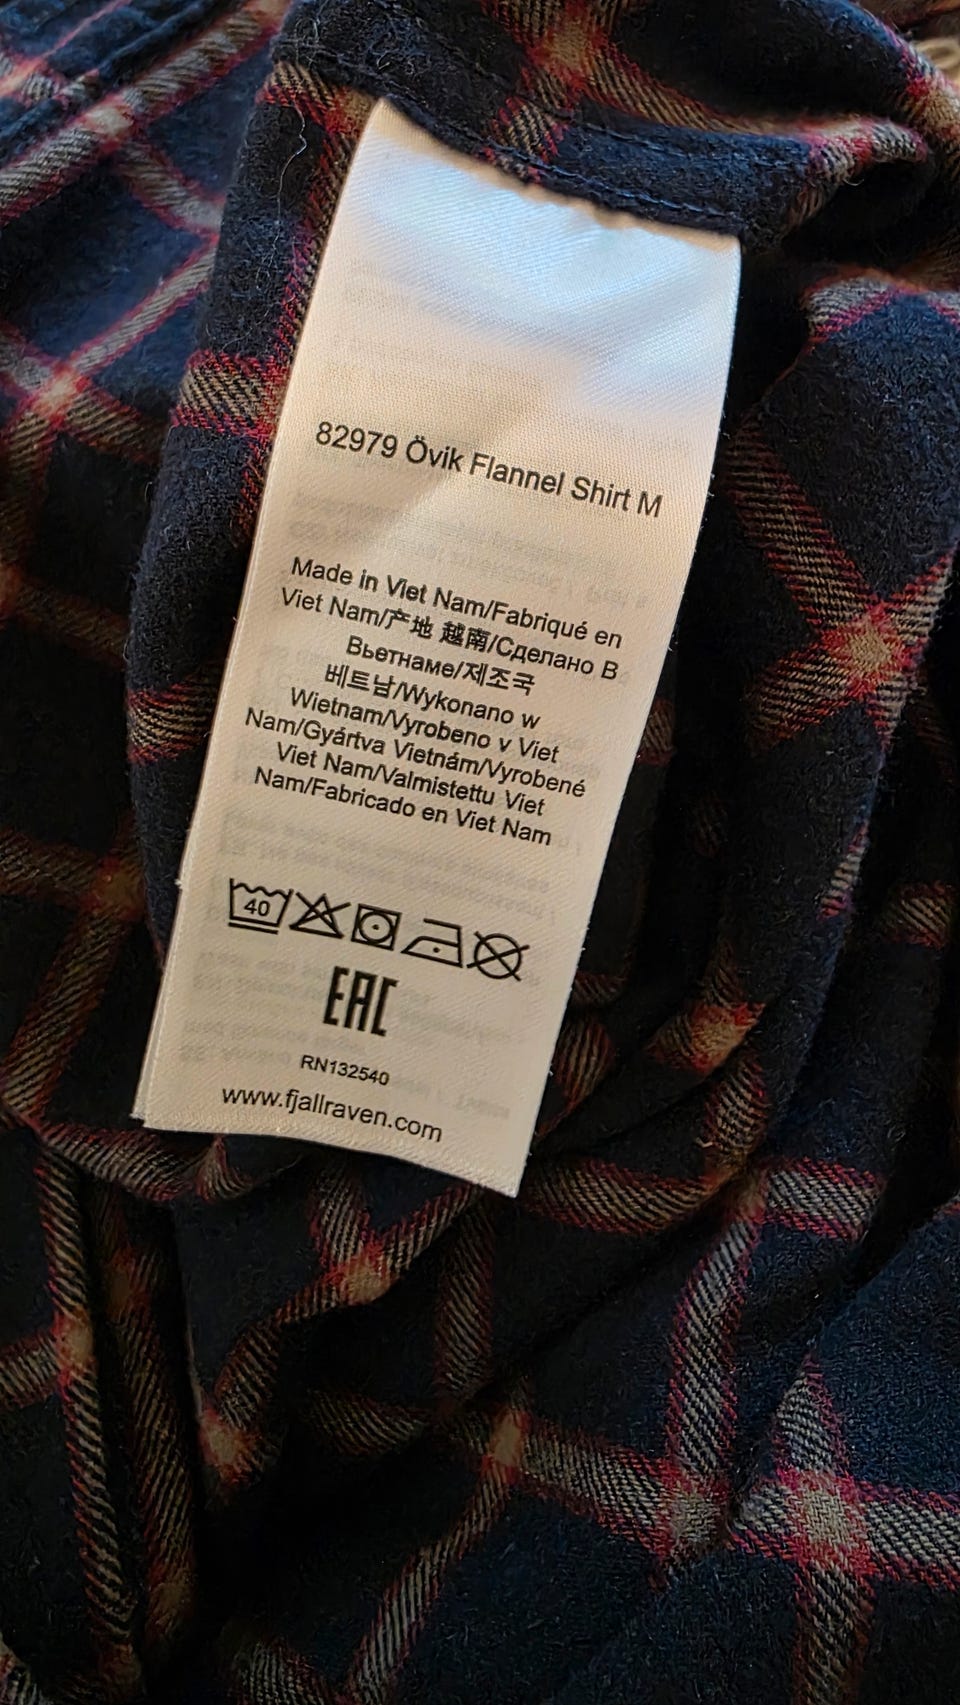 82979 Övik Flannel Shirt M
Made in Viet Nam/Fabriqué en
Viet Nam/产地 越南/Сделано В
Вьетнаме/제조국
베트남/Wykonano w
Wietnam/Vyrobeno v Viet
Nam/Gyártva Vietnám/Vyrobené
Viet Nam/Valmistettu Viet
Nam/Fabricado en Viet Nam
40
EAC
RN132540
www.fjallraven.com